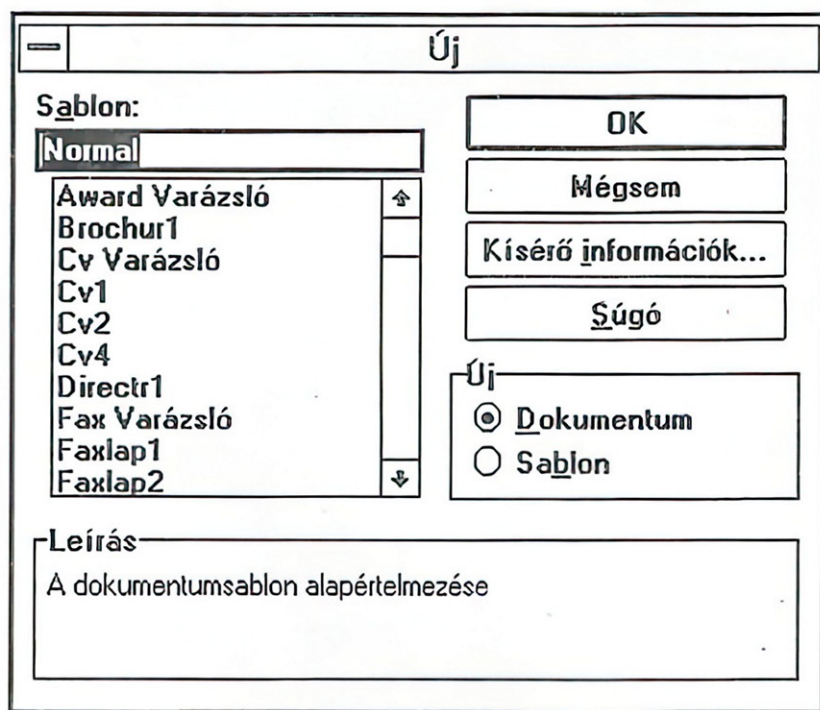 Új
Sablon:
Normal
Award Varázsló
Brochur1
Cv Varázsló
Cv1
Cv2
Cv4
Directr1
Fax Varázsló
Faxlap1
Faxlap2
OK
Mégsem
Kísérő információk...
Súgó
Új
Dokumentum
Sablon
Leírás
A dokumentumsablon alapértelmezése